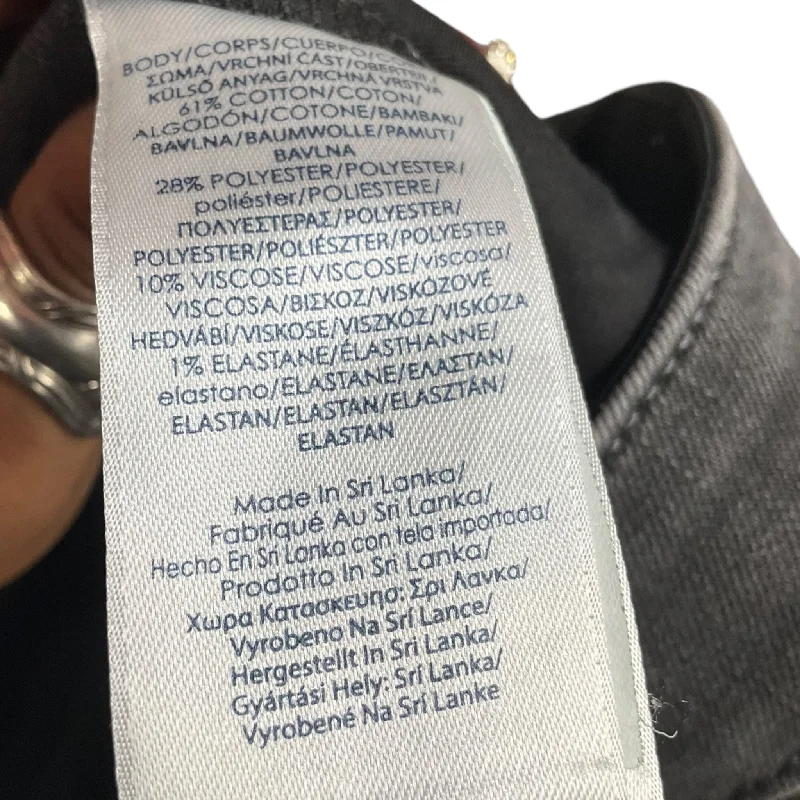 BODY/CORPS/CUERPO/
ΣΩΜΑ/VRCHNÍ ČÁST/OBERTEIL/
KÜLSŐ ANYAG/VRCHNÁ VRSTVA
61% COTTON/COTON/
ALGODÓN/COTONE/ΒΑΜΒΑΚΙ/
BAVLNA/BAUMWOLLE/PAMUT/
BAVLNA
28% POLYESTER/POLYESTER/
poliéster/POLIESTERE/
ΠΟΛΥΕΣΤΕΡΑΣ/POLYESTER/
POLYESTER/POLIÉSZTER/POLYESTER
10% VISCOSE/VISCOSE/viscosa/
VISCOSA/ΒΙΣΚΟΖ/VISKÓZOVÉ
HEDVÁBÍ/VISKOSE/VISZKÓZ/VISKÓZA
1% ELASTANE/ÉLASTHANNE/
elastano/ELASTANE/ΕΛΑΣΤΑΝ/
ELASTAN/ELASTAN/ELASZTÁN/
ELASTAN
Made In Sri Lanka/
Fabriqué Au Sri Lanka/
Hecho En Sri Lanka con tela importada/
Prodotto In Sri Lanka/
Χωρα Κατασκευησ: Σρι Λανκα/
Vyrobeno Na Srí Lance/
Hergestellt In Sri Lanka/
Gyártási Hely: Srí Lanka/
Vyrobené Na Srí Lanke